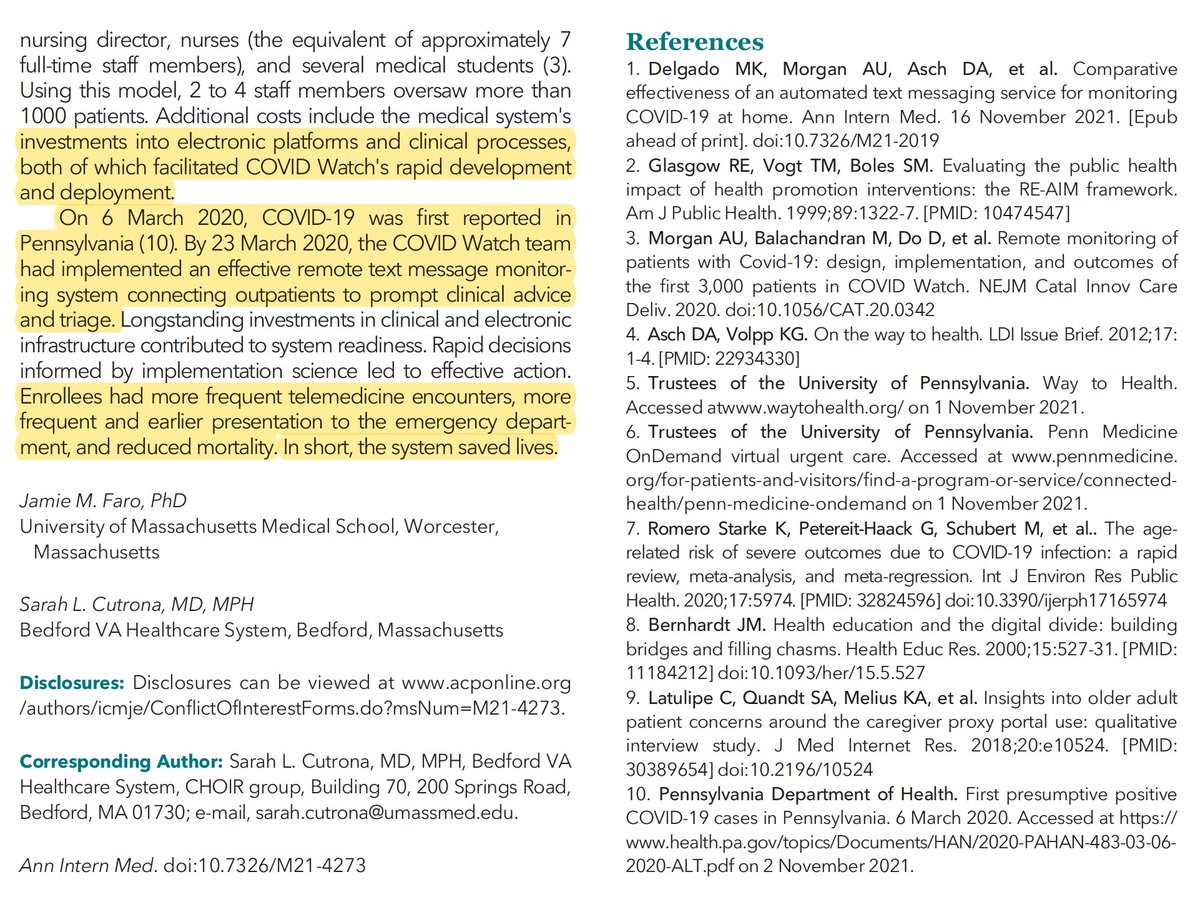 nursing director, nurses (the equivalent of approximately 7
full-time staff members), and several medical students (3).
Using this model, 2 to 4 staff members oversaw more than
1000 patients. Additional costs include the medical system's
investments into electronic platforms and clinical processes,
both of which facilitated COVID Watch's rapid development
and deployment.
On 6 March 2020, COVID-19 was first reported in
Pennsylvania (10). By 23 March 2020, the COVID Watch team
had implemented an effective remote text message monitor-
ing system connecting outpatients to prompt clinical advice
and triage. Longstanding investments in clinical and electronic
infrastructure contributed to system readiness. Rapid decisions
informed by implementation science led to effective action.
Enrollees had more frequent telemedicine encounters, more
frequent and earlier presentation to the emergency depart-
ment, and reduced mortality. In short, the system saved lives.
Jamie M. Faro, PhD
University of Massachusetts Medical School, Worcester,
Massachusetts
Sarah L. Cutrona, MD, MPH
Bedford VA Healthcare System, Bedford, Massachusetts
Disclosures: Disclosures can be viewed at www.acponline.org
/authors/icmje/ConflictOfInterestForms.do?msNum=M21-4273.
Corresponding Author: Sarah L. Cutrona, MD, MPH, Bedford VA
Healthcare System, CHOIR group, Building 70, 200 Springs Road,
Bedford, MA 01730; e-mail, sarah.cutrona@umassmed.edu.
Ann Intern Med. doi:10.7326/M21-4273
References
1. Delgado MK, Morgan AU, Asch DA, et al. Comparative
effectiveness of an automated text messaging service for monitoring
COVID-19 at home. Ann Intern Med. 16 November 2021. [Epub
ahead of print]. doi:10.7326/M21-2019
2. Glasgow RE, Vogt TM, Boles SM. Evaluating the public health
impact of health promotion interventions: the RE-AIM framework.
Am J Public Health. 1999;89:1322-7. [PMID: 10474547]
3. Morgan AU, Balachandran M, Do D, et al. Remote monitoring of
patients with Covid-19: design, implementation, and outcomes of
the first 3,000 patients in COVID Watch. NEJM Catal Innov Care
Deliv. 2020. doi:10.1056/CAT.20.0342
4. Asch DA, Volpp KG. On the way to health. LDI Issue Brief. 2012;17:
1-4. [PMID: 22934330]
5. Trustees of the University of Pennsylvania. Way to Health.
Accessed atwww.waytohealth.org/ on 1 November 2021.
6. Trustees of the University of Pennsylvania. Penn Medicine
OnDemand virtual urgent care. Accessed at www.pennmedicine.
org/for-patients-and-visitors/find-a-program-or-service/connected-
health/penn-medicine-ondemand on 1 November 2021.
7. Romero Starke K, Petereit-Haack G, Schubert M, et al.. The age-
related risk of severe outcomes due to COVID-19 infection: a rapid
review, meta-analysis, and meta-regression. Int J Environ Res Public
Health. 2020;17:5974. [PMID: 32824596] doi:10.3390/ijerph17165974
8. Bernhardt JM. Health education and the digital divide: building
bridges and filling chasms. Health Educ Res. 2000;15:527-31. [PMID:
11184212] doi:10.1093/her/15.5.527
9. Latulipe C, Quandt SA, Melius KA, et al. Insights into older adult
patient concerns around the caregiver proxy portal use: qualitative
interview study. J Med Internet Res. 2018;20:e10524. [PMID:
30389654] doi:10.2196/10524
10. Pennsylvania Department of Health. First presumptive positive
COVID-19 cases in Pennsylvania. 6 March 2020. Accessed at https://
www.health.pa.gov/topics/Documents/HAN/2020-PAHAN-483-03-06-
2020-ALT.pdf on 2 November 2021.